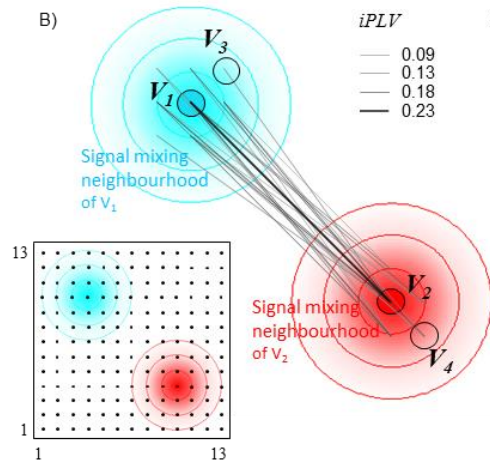 B)
iPLV
0.09
0.13
0.18
0.23
V3
V1
Signal mixing
neighbourhood
of V1
V2
Signal mixing
neighbourhood
of V2
V4
13
1
1
13